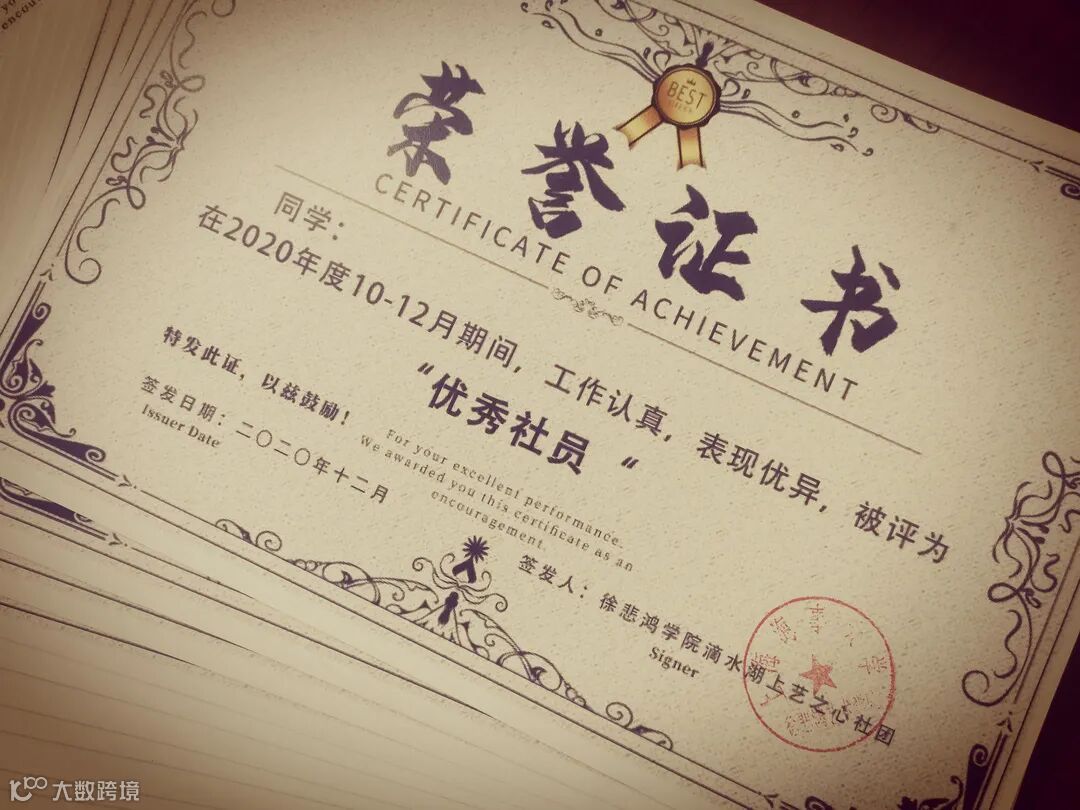 BEST
荣誉证书
CERTIFICATE OF ACHIEVEMENT
同学：
在2020年度10-12月期间，工作认真，表现优异，被评为
“优秀社员“
特发此证，以兹鼓励！
For your excellent performance.
We awarded you this certificate as an
encouragement.
签发日期：二〇二〇年十二月
Issuer Date
签发人：徐悲鸿学院滴水湖上艺之心社团
Signer
大数跨境